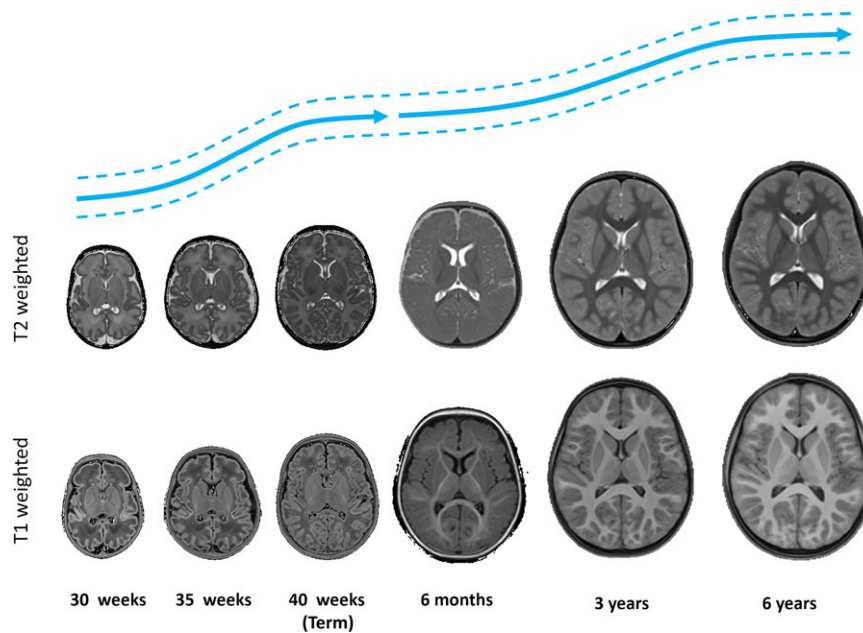 T2 weighted
T1 weighted
30 weeks
35 weeks
40 weeks
(Term)
6 months
3 years
6 years